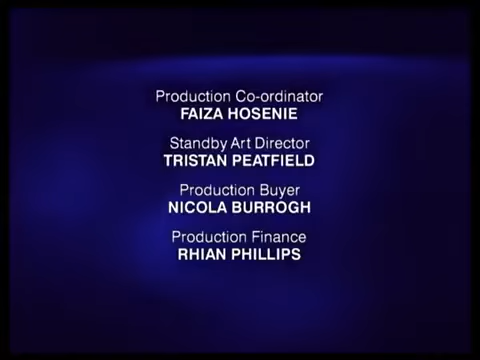 Production Co-ordinator
FAIZA HOSENIE
Standby Art Director
TRISTAN PEATFIELD
Production Buyer
NICOLA BURROGH
Production Finance
RHIAN PHILLIPS